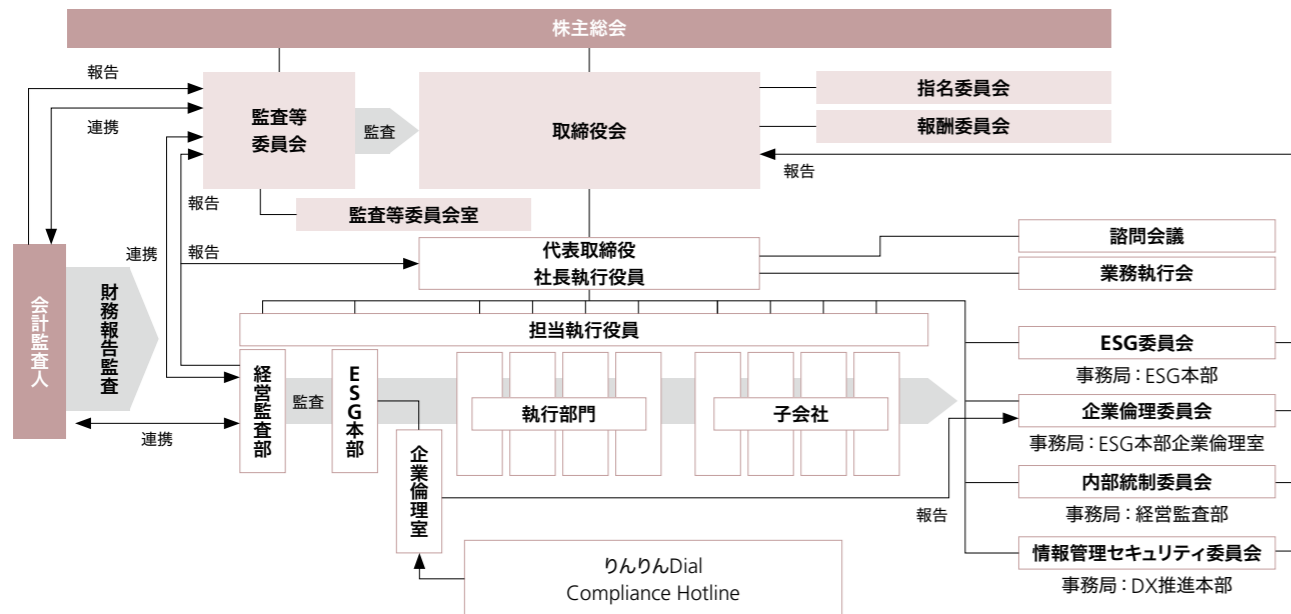 株主総会
報告
連携
監査等
委員会
監査
取締役会
指名委員会
報酬委員会
報告
報告
監査等委員会室
連携
報告
代表取締役
社長執行役員
諮問会議
業務執行会
会計監査人
財務報告監査
担当執行役員
経営監査部
監査
ESG本部
執行部門
子会社
ESG委員会
事務局：ESG本部
企業倫理委員会
事務局：ESG本部企業倫理室
連携
企業倫理室
報告
内部統制委員会
事務局：経営監査部
情報管理セキュリティ委員会
事務局：DX推進本部
りんりんDial
Compliance Hotline